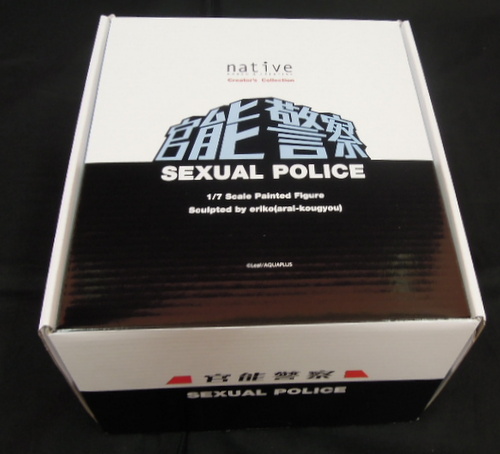 native
Creator's Collection
官能警察
SEXUAL POLICE
1/7 Scale Painted Figure
Sculpted by eriko(arai-kougyou)
©Leaf/AQUAPLUS
官能警察
SEXUAL POLICE